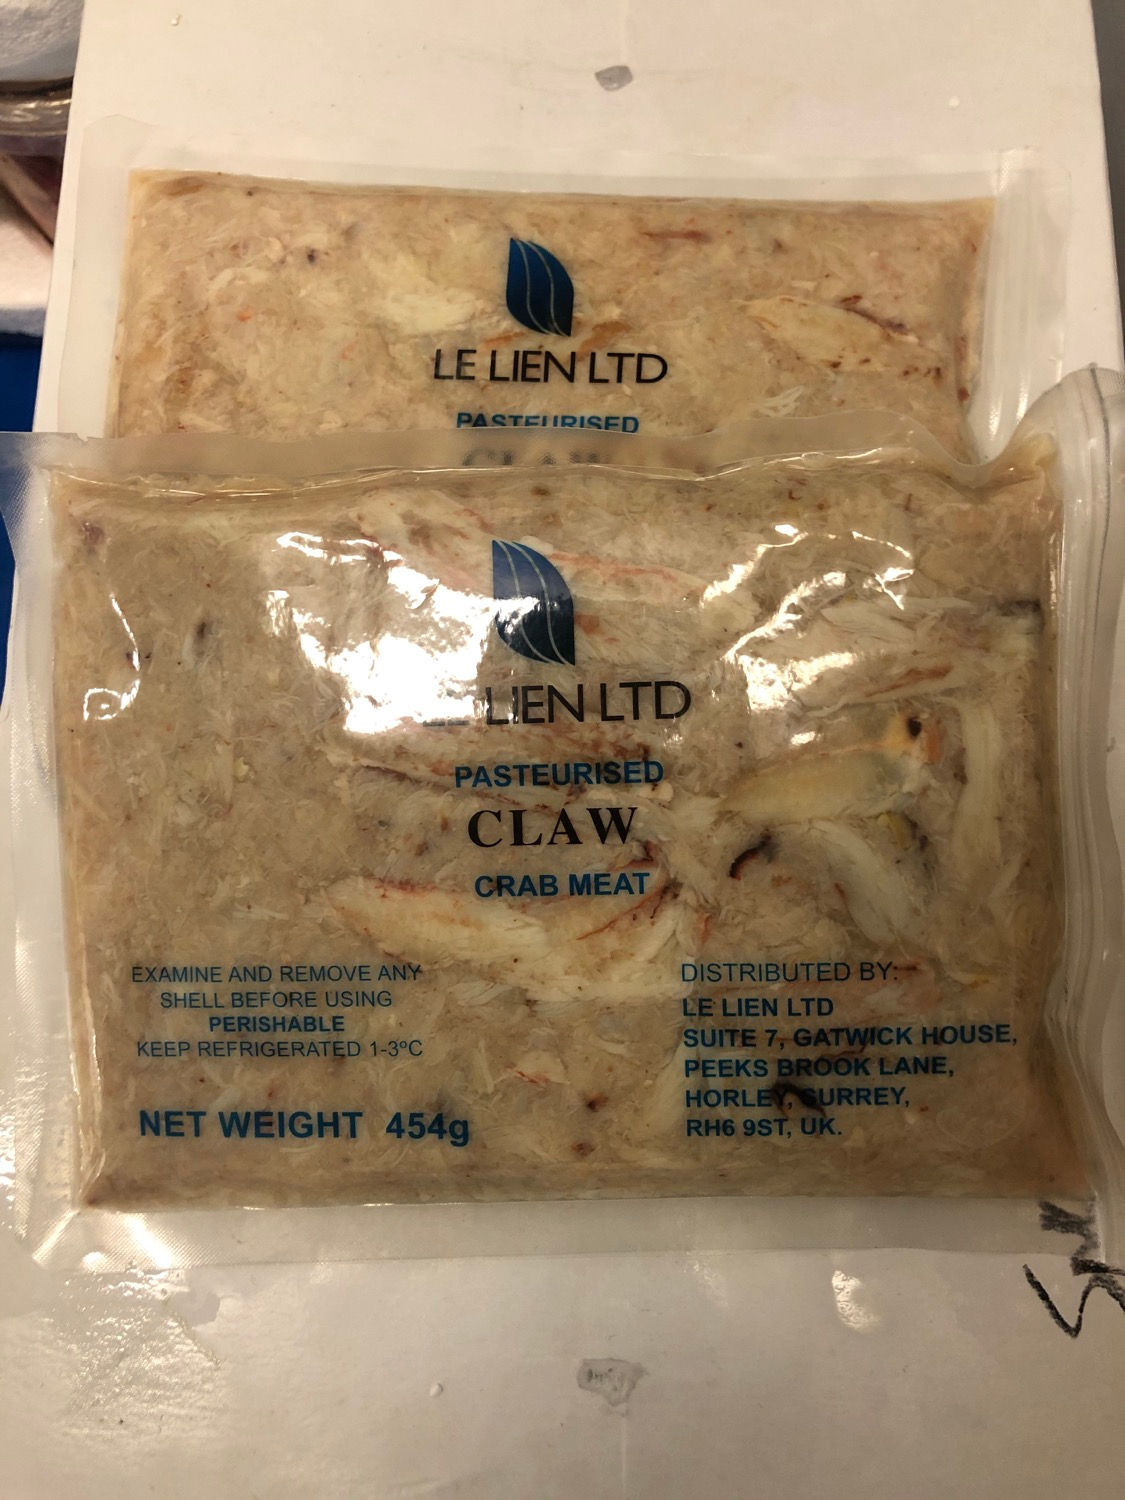 LE LIEN LTD
PASTEURISED
CLAW
LE LIEN LTD
PASTEURISED
CLAW
CRAB MEAT
EXAMINE AND REMOVE ANY
SHELL BEFORE USING
PERISHABLE
KEEP REFRIGERATED 1-3ºC
NET WEIGHT 454g
DISTRIBUTED BY:
LE LIEN LTD
SUITE 7, GATWICK HOUSE,
PEEKS BROOK LANE,
HORLEY, SURREY,
RH6 9ST, UK.